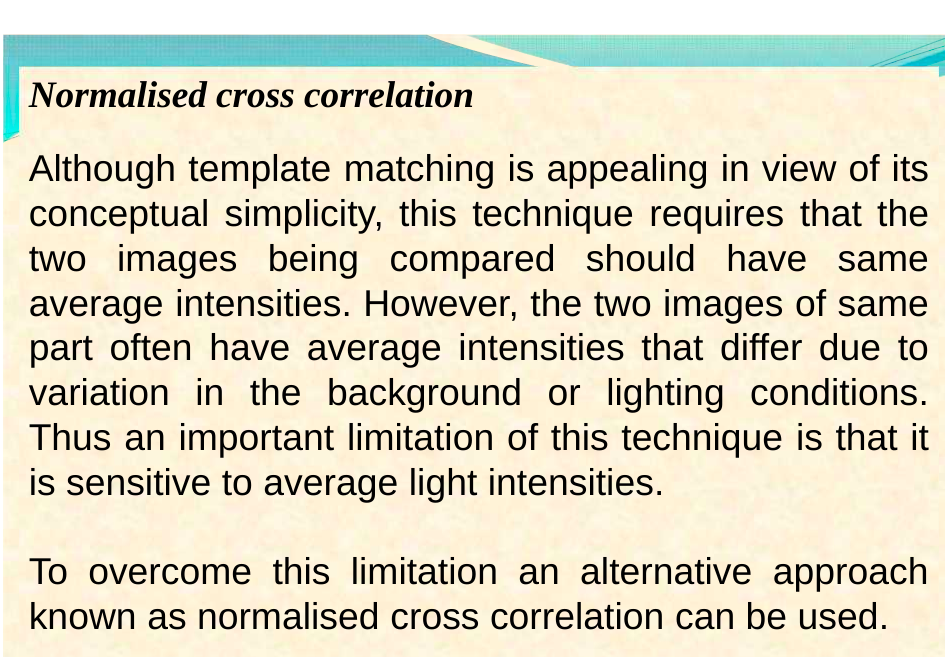 Normalised cross correlation
Although template matching is appealing in view of its
conceptual simplicity, this technique requires that the
two images being compared should have same
average intensities. However, the two images of same
part often have average intensities that differ due to
variation in the background or lighting conditions.
Thus an important limitation of this technique is that it
is sensitive to average light intensities.
To overcome this limitation an alternative approach
known as normalised cross correlation can be used.